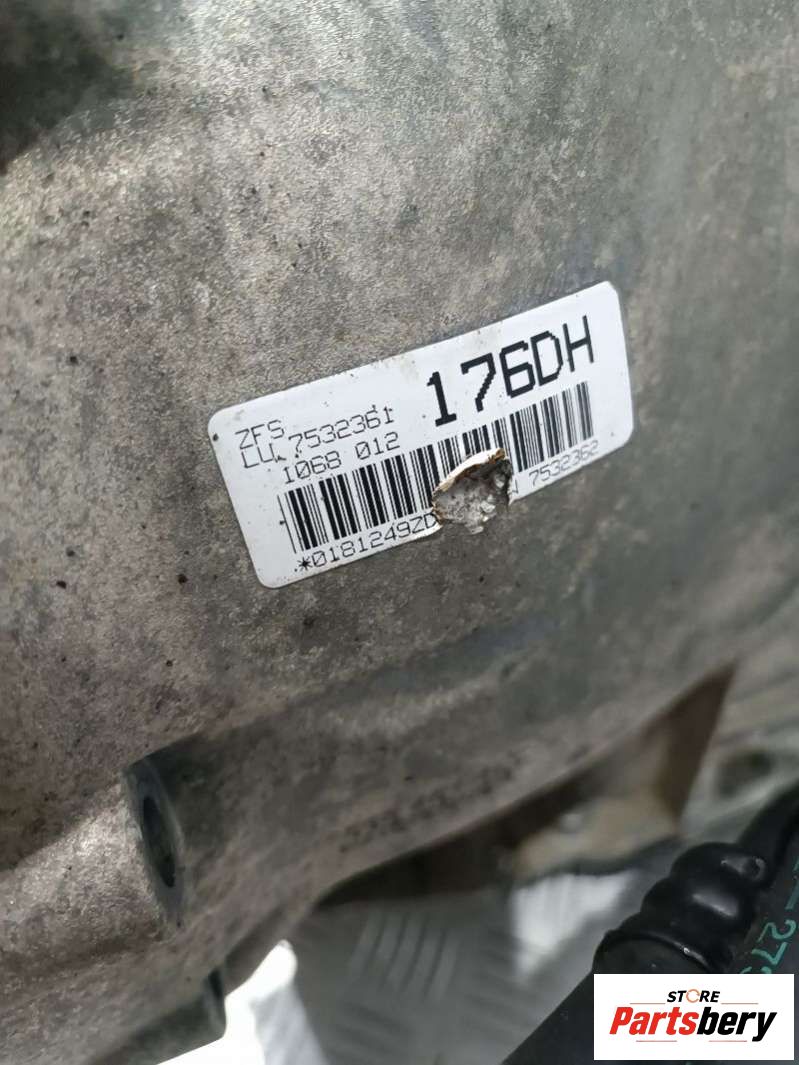 176DH
ZFS
LU 7532361
1068 012
*0181249ZD
7532362
STORE
Partsbery